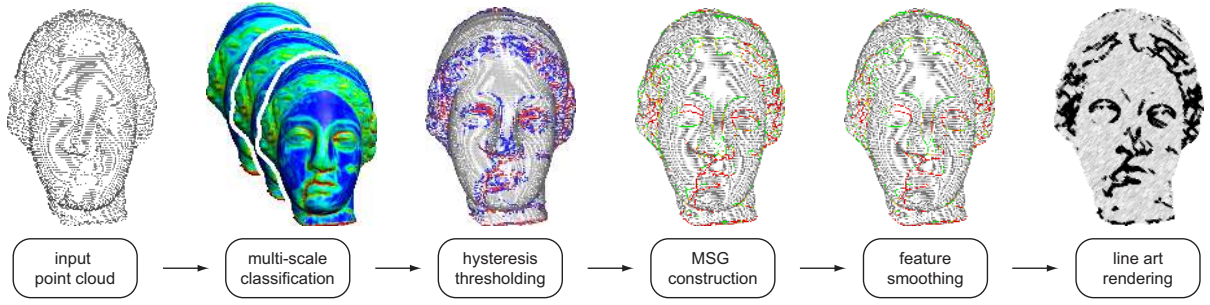 input
point cloud
multi-scale
classification
hysteresis
thresholding
MSG
construction
feature
smoothing
line art
rendering